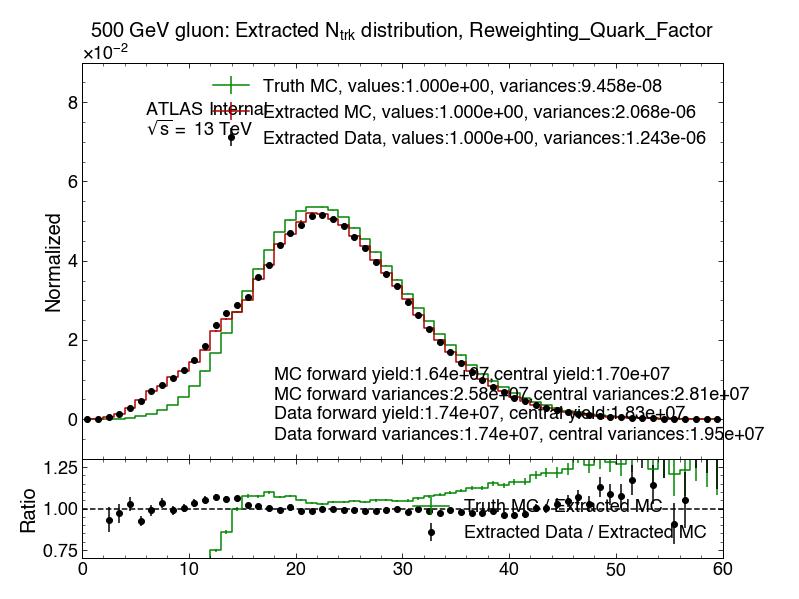 500 GeV gluon: Extracted Ntrk distribution, Reweighting_Quark_Factor
×10−2
Truth MC, values:1.000e+00, variances:9.458e-08
ATLAS Internal
Extracted MC, values:1.000e+00, variances:2.068e-06
√s = 13 TeV
Extracted Data, values:1.000e+00, variances:1.243e-06
8
6
4
2
0
Normalized
MC forward yield:1.64e+07, central yield:1.70e+07
MC forward variances:2.58e+07, central variances:2.81e+07
Data forward yield:1.74e+07, central yield:1.83e+07
Data forward variances:1.74e+07, central variances:1.95e+07
1.25
1.00
0.75
Ratio
Truth MC / Extracted MC
Extracted Data / Extracted MC
0 10 20 30 40 50 60